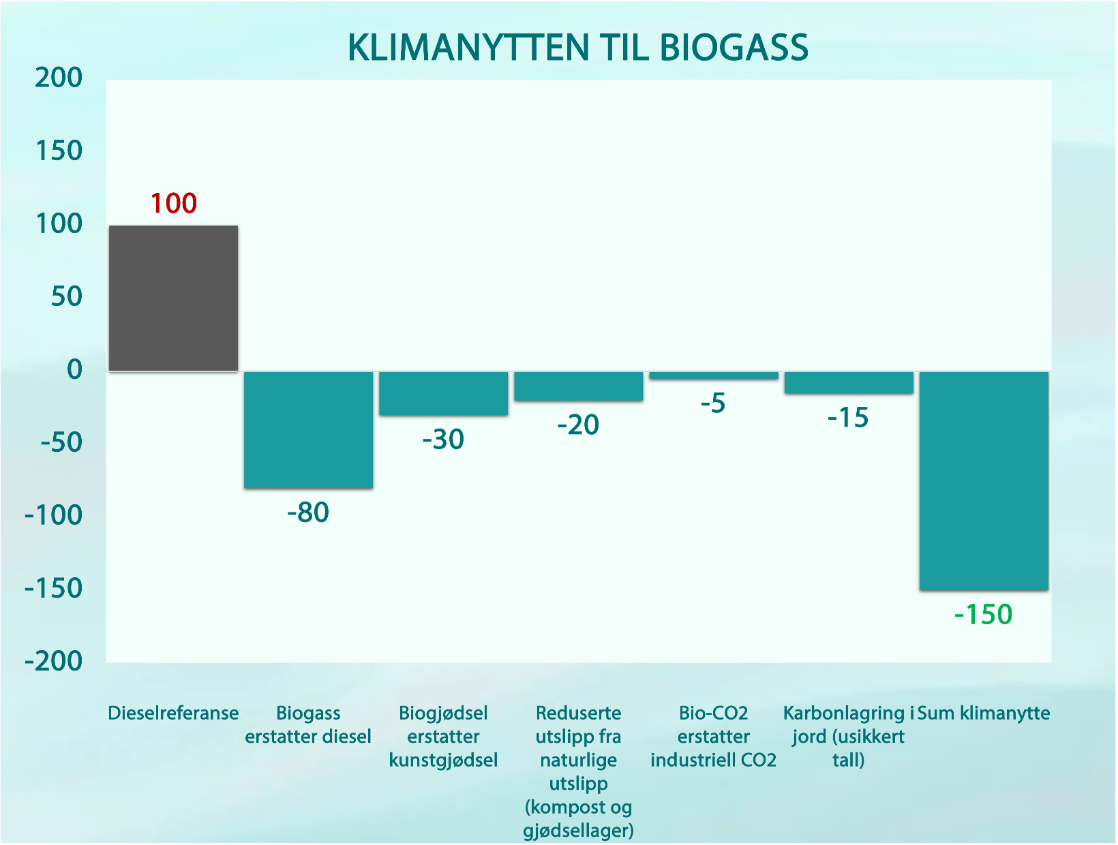 KLIMANYTTEN TIL BIOGASS
200
150
100
50
0
-50
-100
-150
-200
100
-80
-30
-20
-5
-15
-150
Dieselreferanse
Biogass
erstatter diesel
Biogjødsel
erstatter
kunstgjødsel
Reduserte
utslipp fra
naturlige
utslipp
(kompost og
gjødsellager)
Bio-CO2
erstatter
industriell CO2
Karbonlagring i
jord (usikkert
tall)
Sum klimanytte